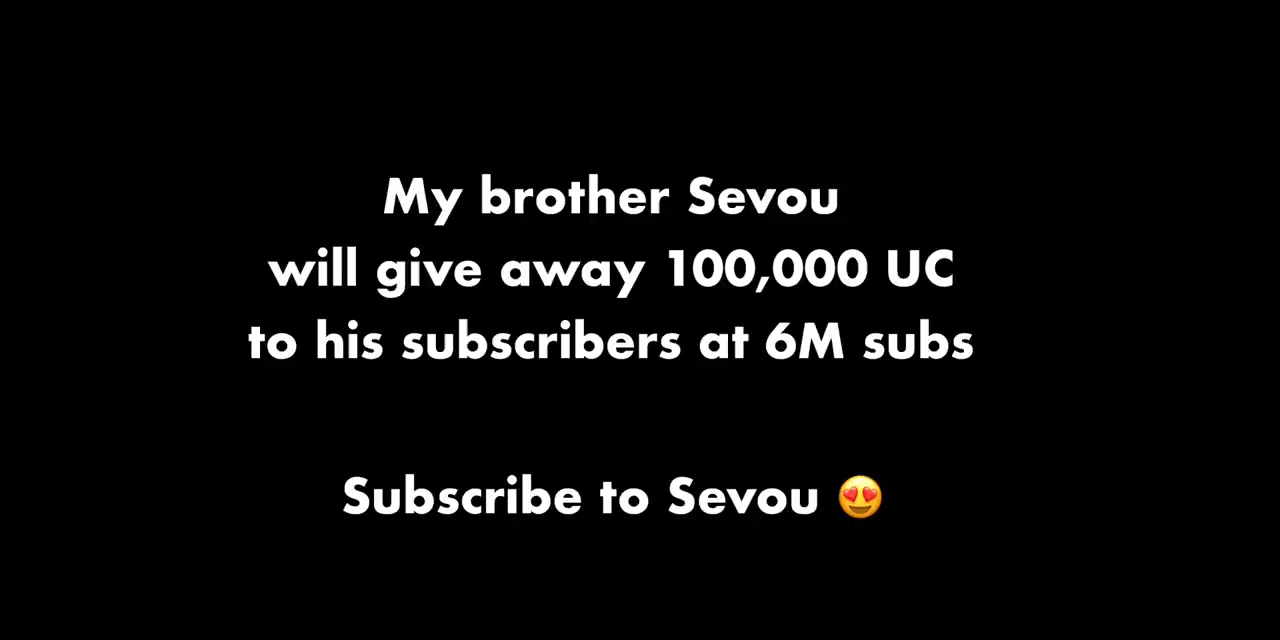 My brother Sevou
will give away 100,000 UC
to his subscribers at 6M subs
Subscribe to Sevou 😍